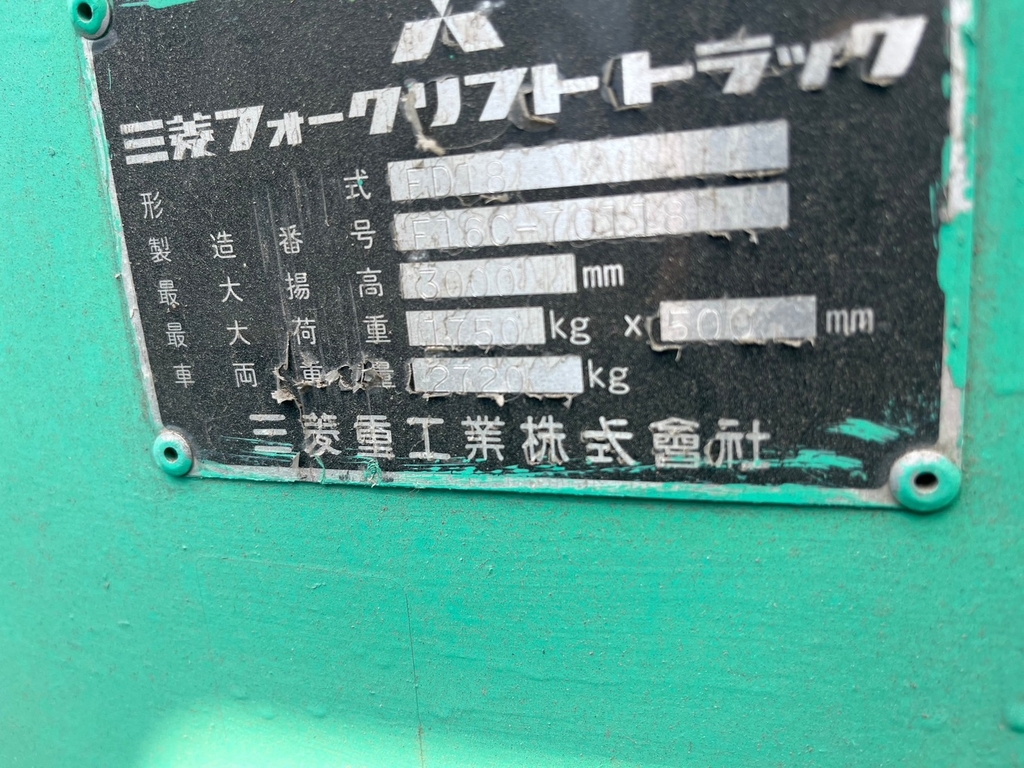 三菱フォークリフトトラック
形式 FD18
製造番号 F16C-70118
最大揚高 3000 mm
最大荷重 1750 kg x 500 mm
車両重量 2720 kg
三菱重工業株式會社